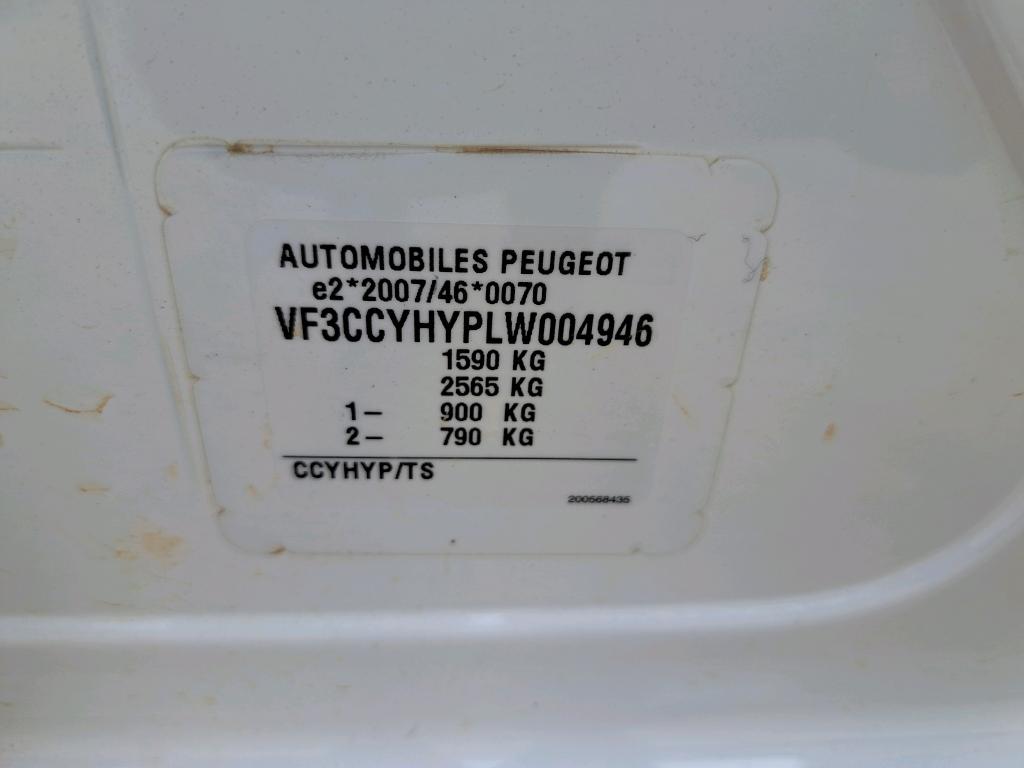 AUTOMOBILES PEUGEOT
e2*2007/46*0070
VF3CCYHYPLW004946
1590 KG
2565 KG
1- 900 KG
2- 790 KG
CCYHYP/TS
200568435